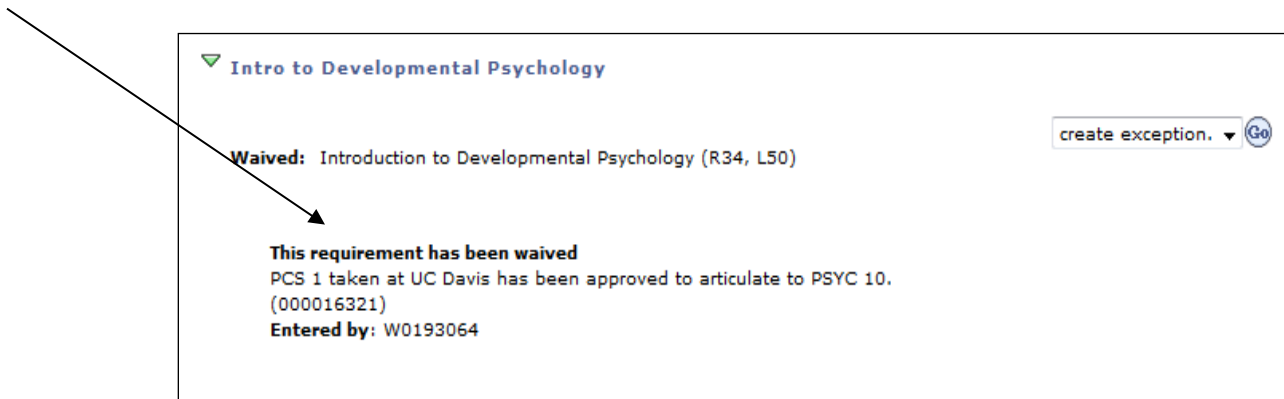 Intro to Developmental Psychology
create exception. Go
Waived: Introduction to Developmental Psychology (R34, L50)
This requirement has been waived
PCS 1 taken at UC Davis has been approved to articulate to PSYC 10.
(000016321)
Entered by: W0193064